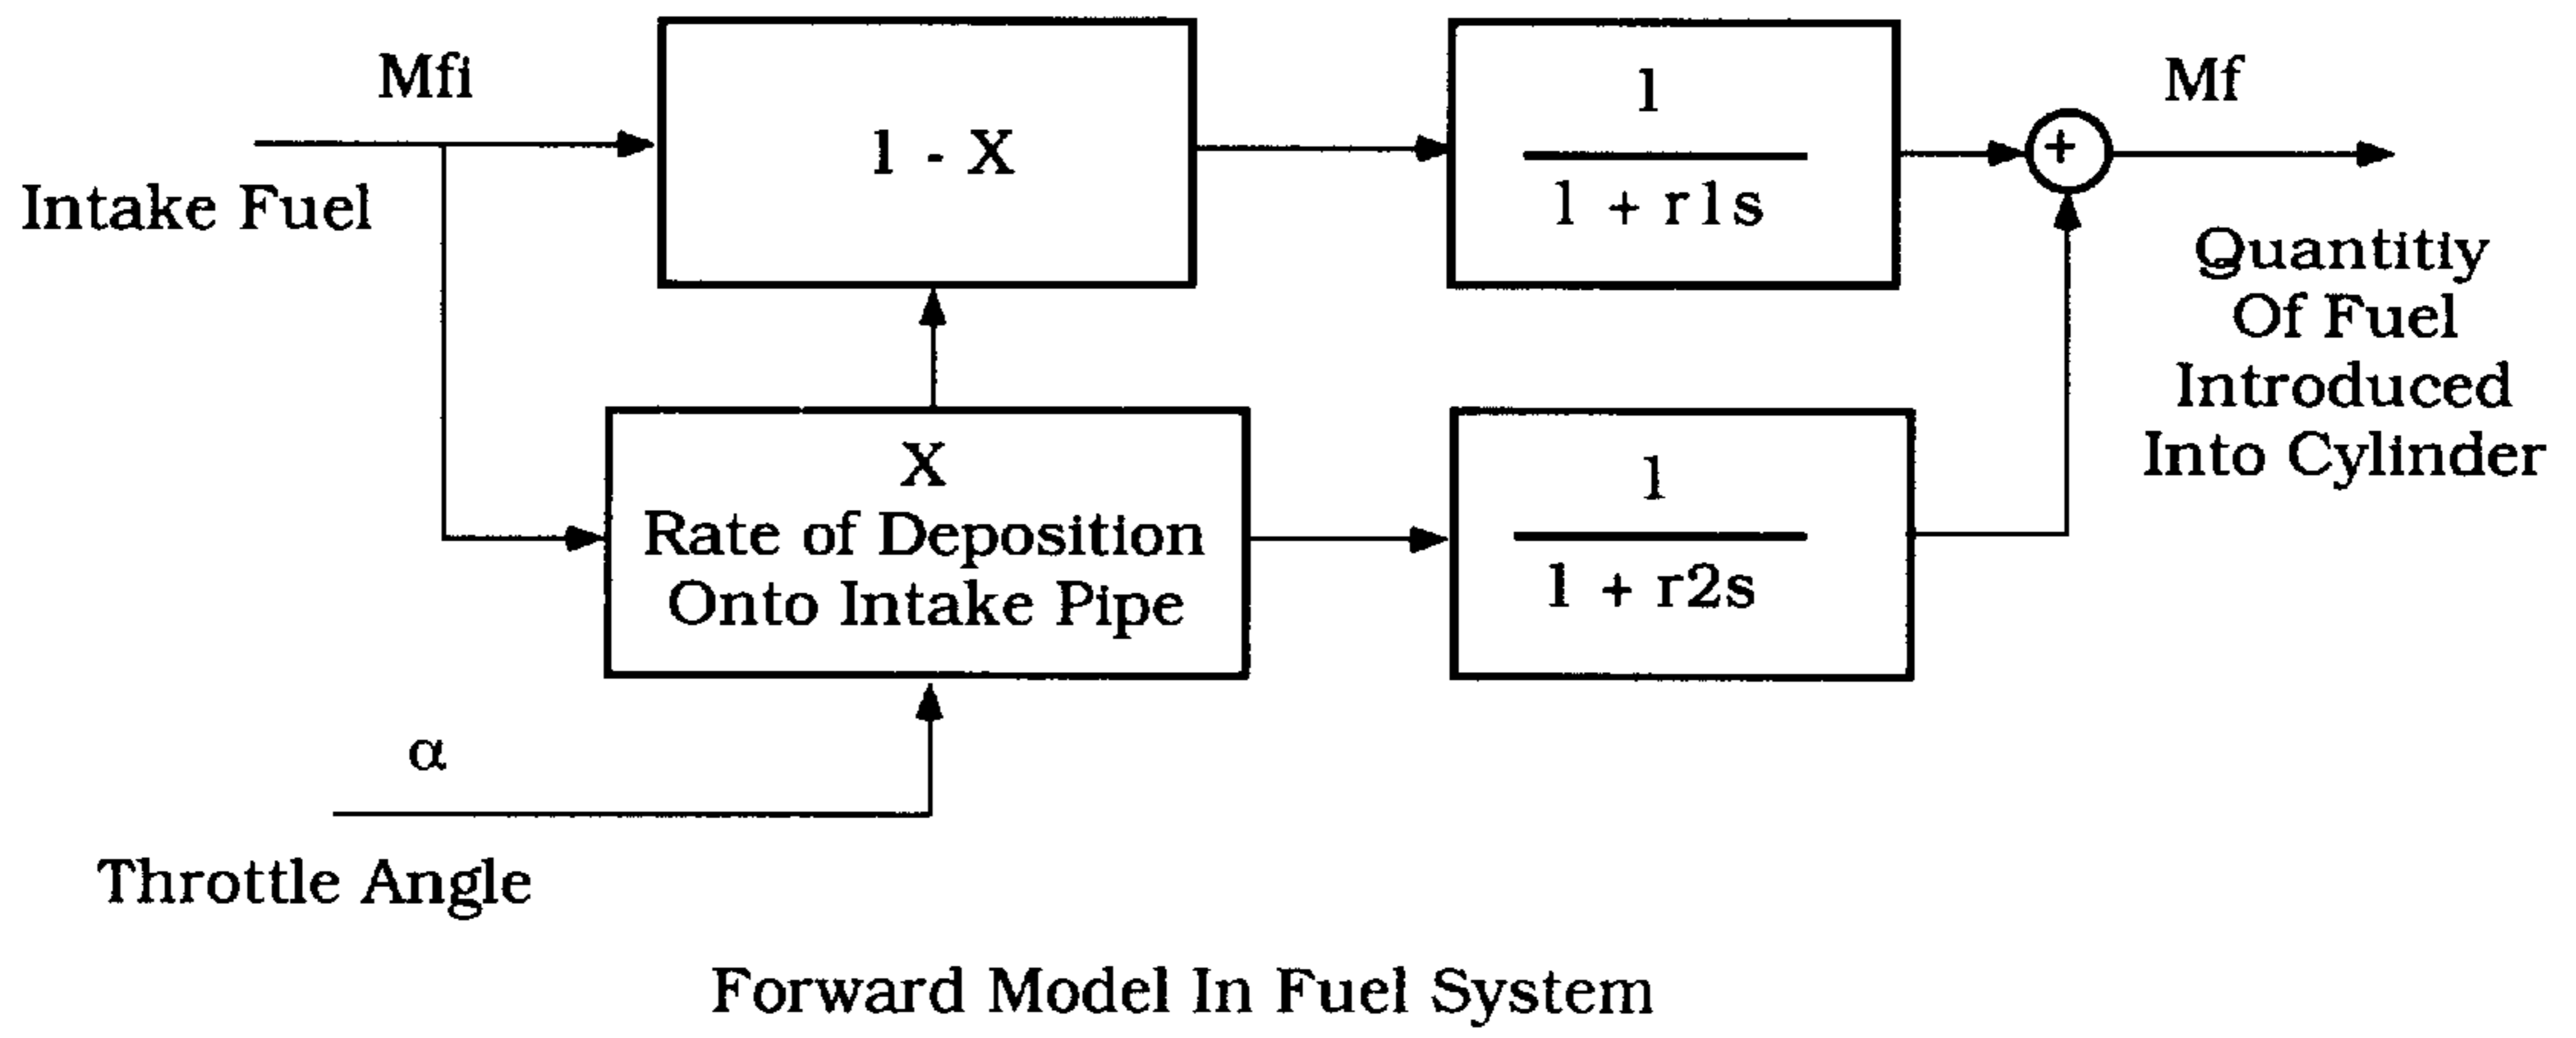 Mfi
Intake Fuel
1 - X
1
1 + r1s
+
Mf
Quantitiy
Of Fuel
Introduced
Into Cylinder
X
Rate of Deposition
Onto Intake Pipe
1
1 + r2s
α
Throttle Angle
Forward Model In Fuel System